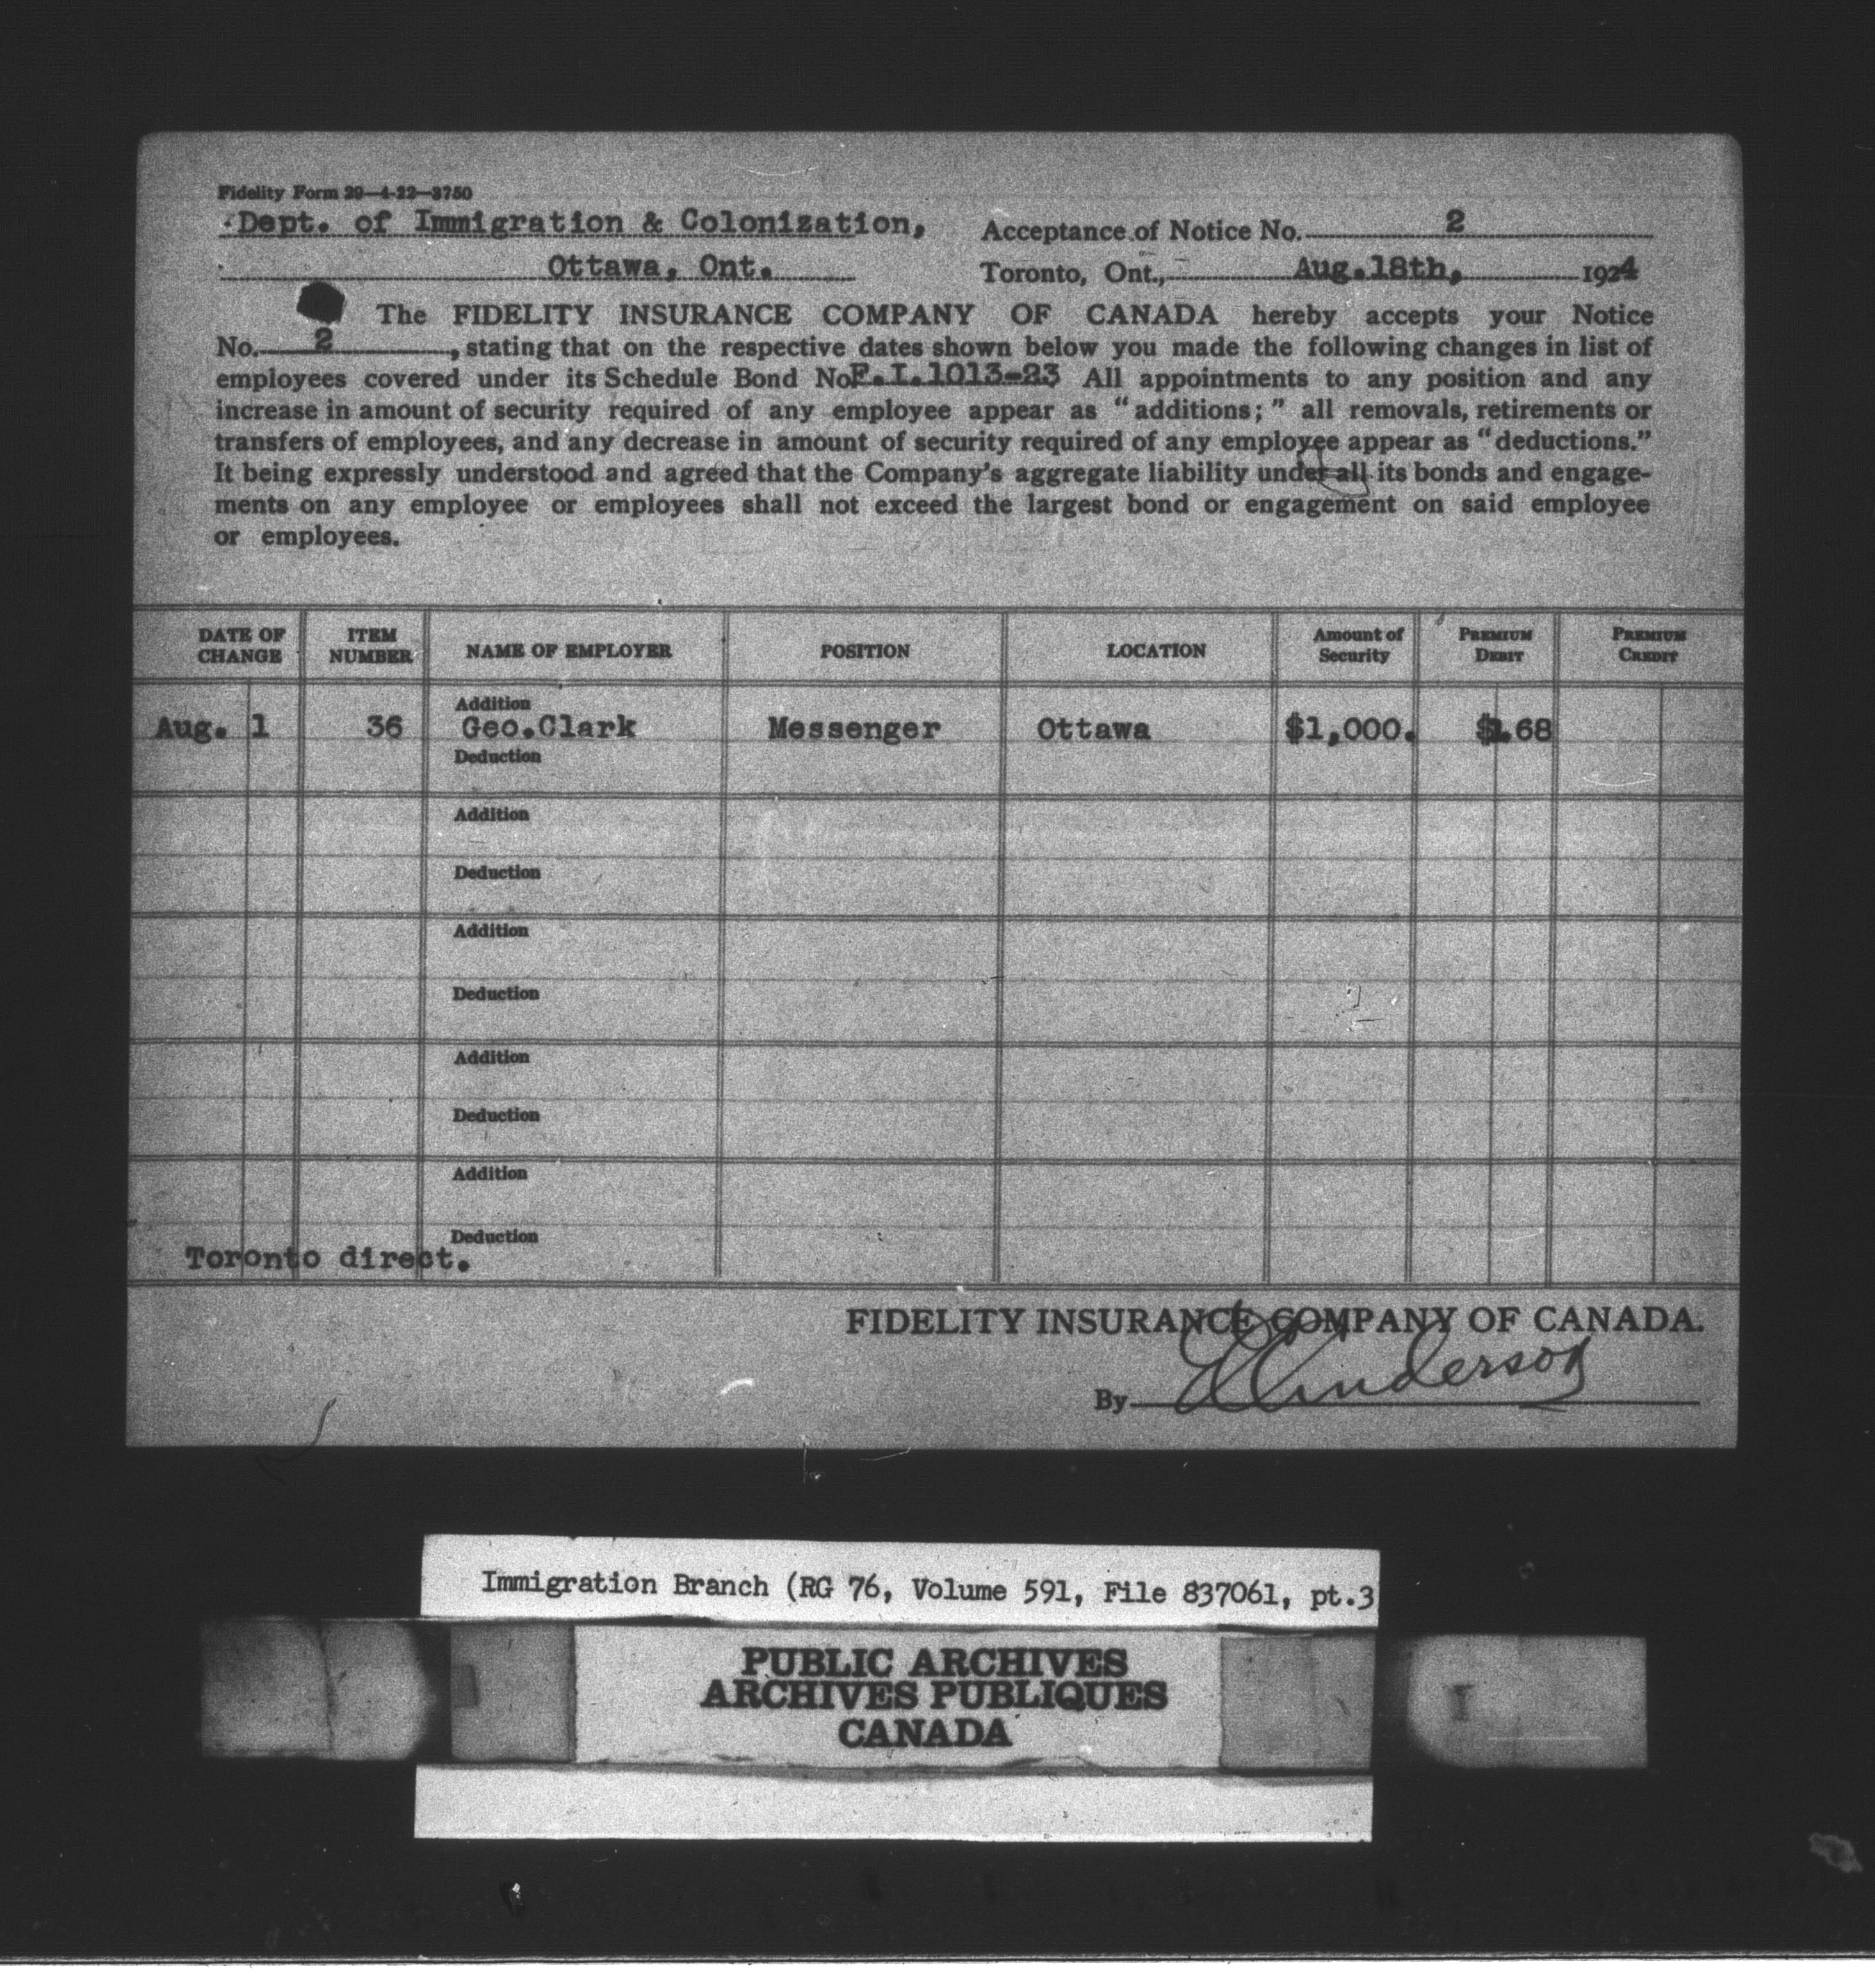 Fidelity Form 29—4-22—3750
Dept. of Immigration & Colonization,
Ottawa, Ont.
Acceptance of Notice No. 2
Toronto, Ont., Aug.18th, 1924
The FIDELITY INSURANCE COMPANY OF CANADA hereby accepts your Notice
No. 2, stating that on the respective dates shown below you made the following changes in list of
employees covered under its Schedule Bond No F.I.1013-23 All appointments to any position and any
increase in amount of security required of any employee appear as “additions;” all removals, retirements or
transfers of employees, and any decrease in amount of security required of any employee appear as “deductions.”
It being expressly understood and agreed that the Company’s aggregate liability under all its bonds and engage-
ments on any employee or employees shall not exceed the largest bond or engagement on said employee
or employees.
DATE OF CHANGE ITEM NUMBER NAME OF EMPLOYER POSITION LOCATION Amount of Security PREMIUM DEBIT PREMIUM CREDIT
Addition
Aug. 1 36 Geo.Clark Messenger Ottawa $1,000. .68
Deduction
Addition
Deduction
Addition
Deduction
Addition
Deduction
Addition
Deduction
Toronto direct.
FIDELITY INSURANCE COMPANY OF CANADA.
By Anderson
Immigration Branch (RG 76, Volume 591, File 837061, pt.3
PUBLIC ARCHIVES
ARCHIVES PUBLIQUES
CANADA